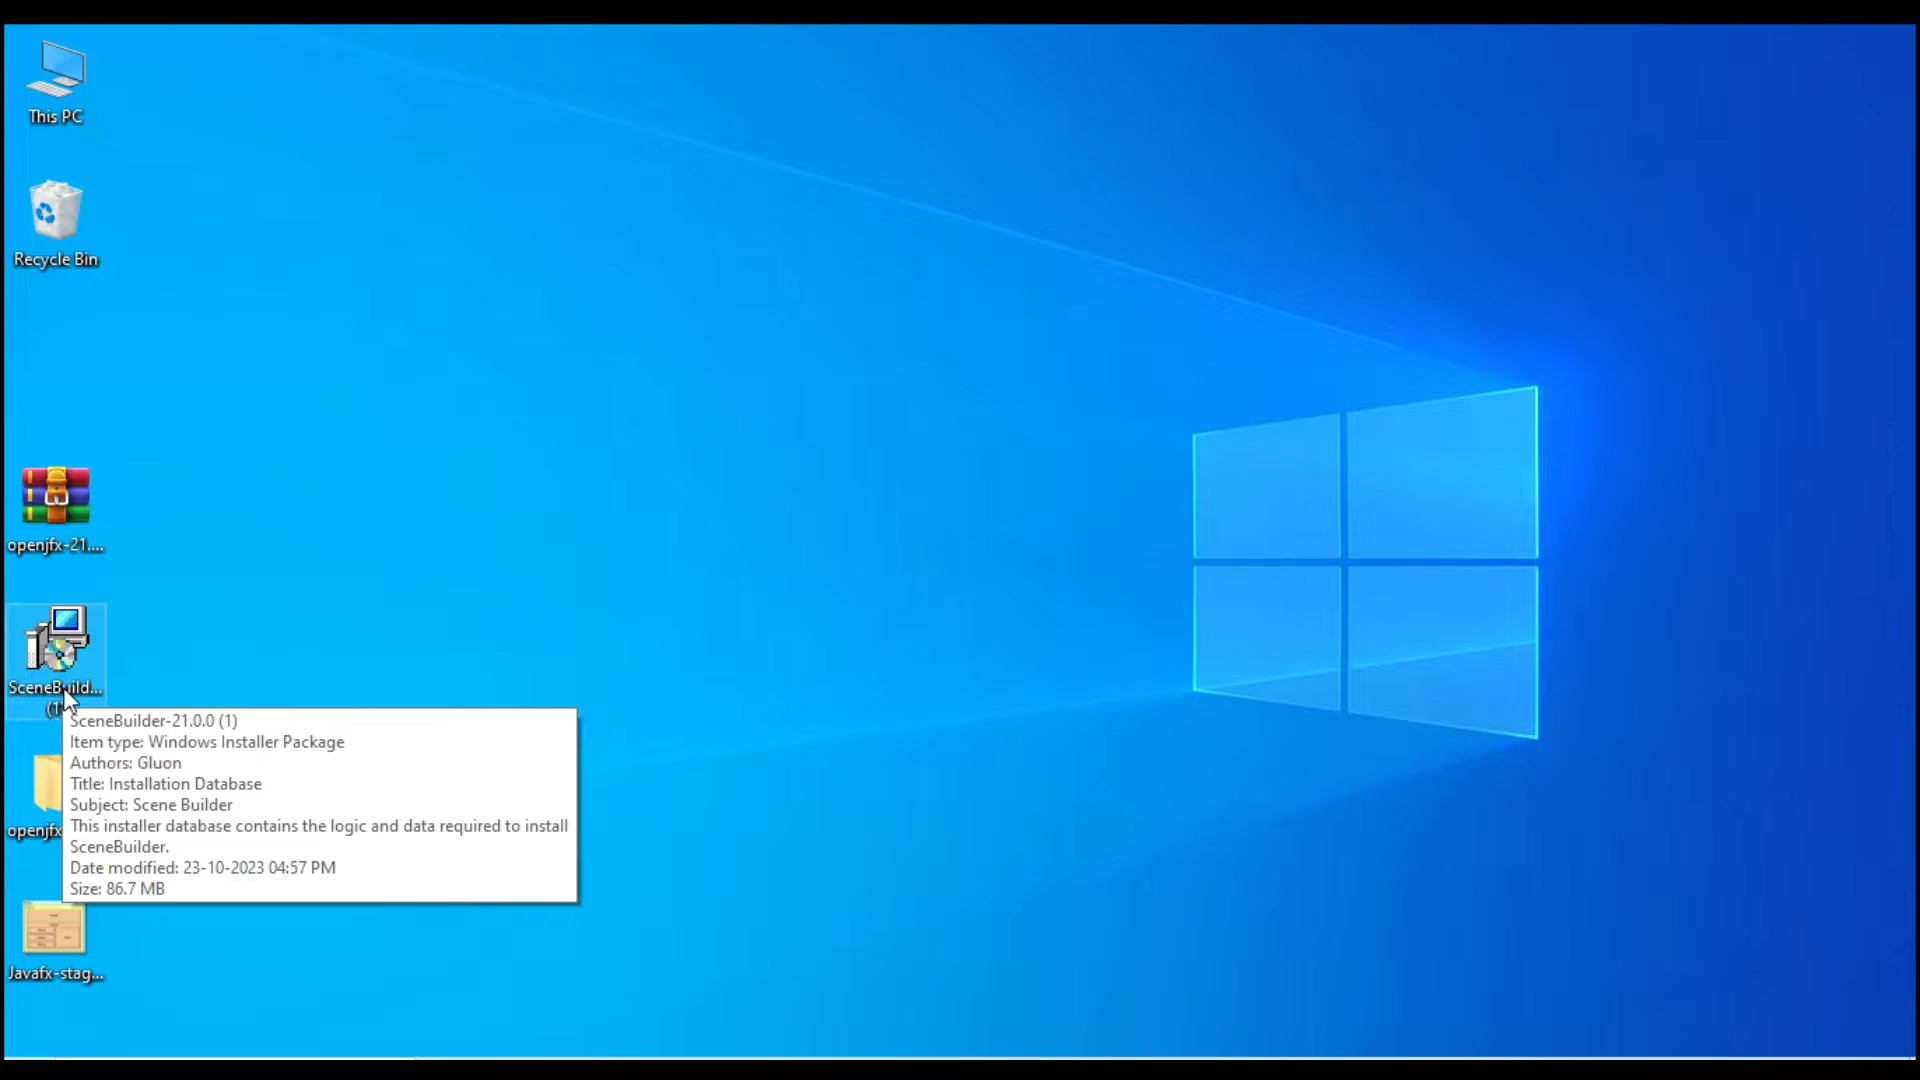 This PC
Recycle Bin
openjfx-21....
SceneBuild...
SceneBuilder-21.0.0 (1)
Item type: Windows Installer Package
Authors: Gluon
Title: Installation Database
Subject: Scene Builder
This installer database contains the logic and data required to install
SceneBuilder.
Date modified: 23-10-2023 04:57 PM
Size: 86.7 MB
openjfx
Javafx-stag...